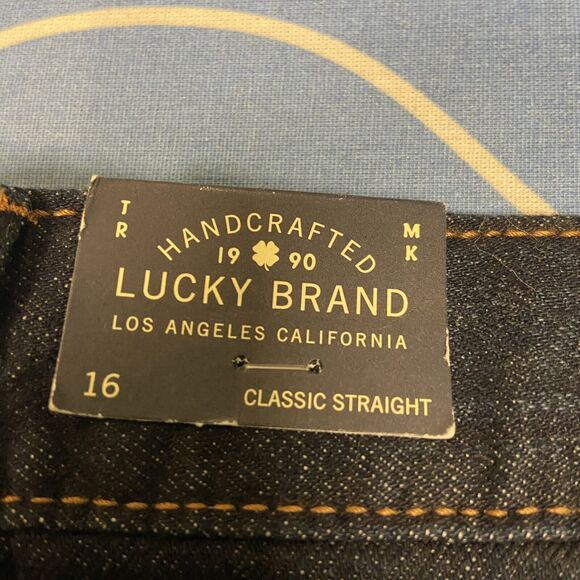 TR MK
HANDCRAFTED
19 90
LUCKY BRAND
LOS ANGELES CALIFORNIA
16 CLASSIC STRAIGHT